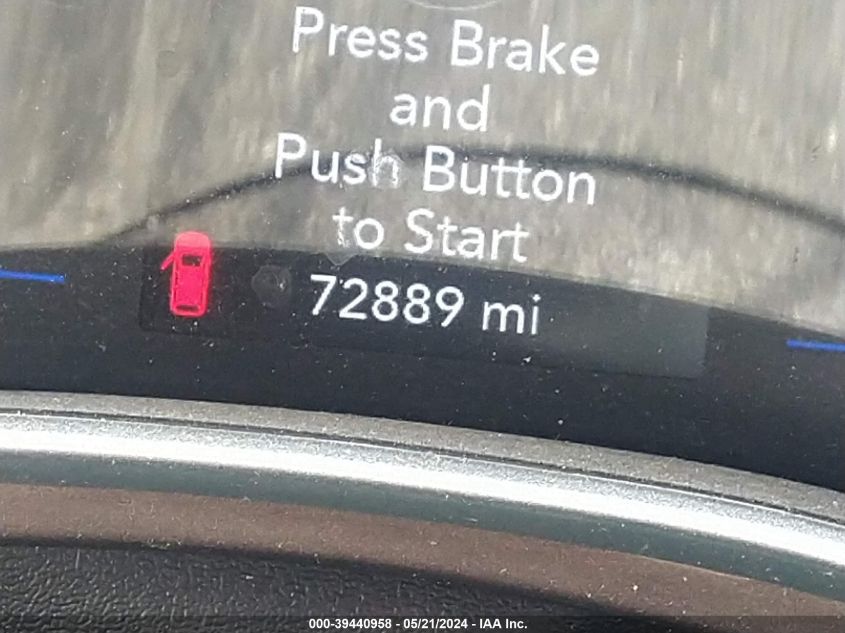 Press Brake
and
Push Button
to Start
72889 mi
000-39440958 - 05/21/2024 - IAA Inc.